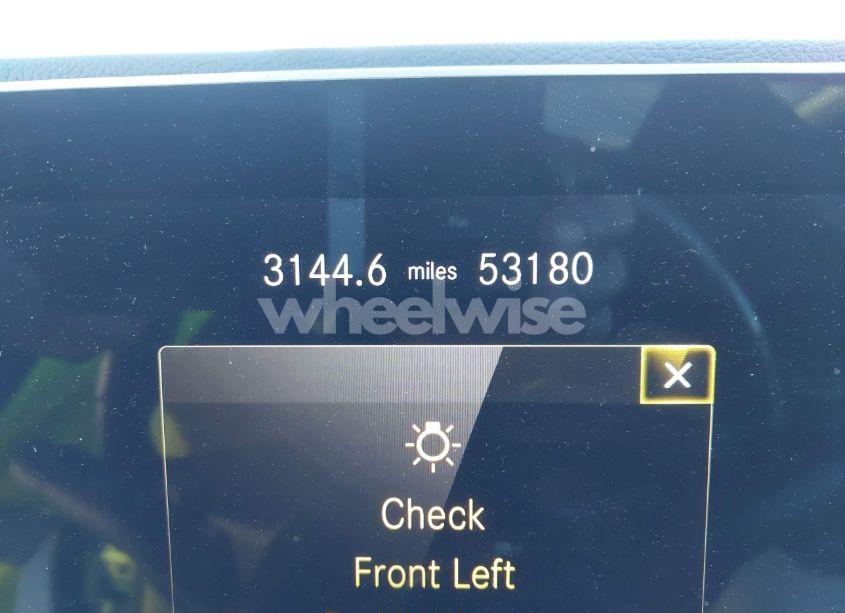 3144.6 miles 53180
wheelwise
Check
Front Left